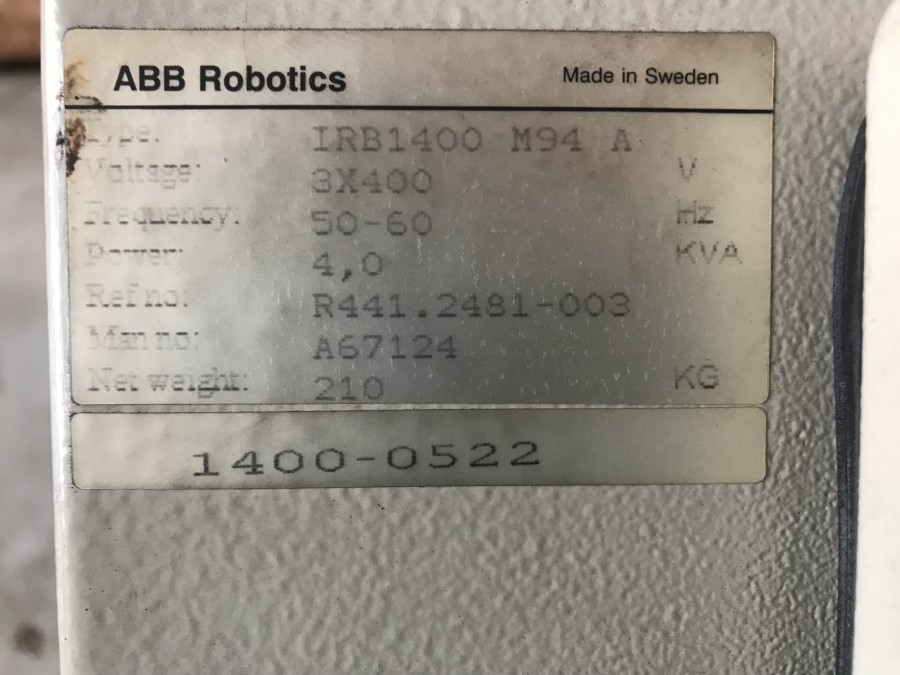 ABB Robotics Made in Sweden
Type: IRB1400 M94 A
Voltage: 3X400 V
Frequency: 50-60 Hz
Power: 4,0 KVA
Ref no: R441.2481-003
Man no: A67124
Net weight: 210 KG
1400-0522